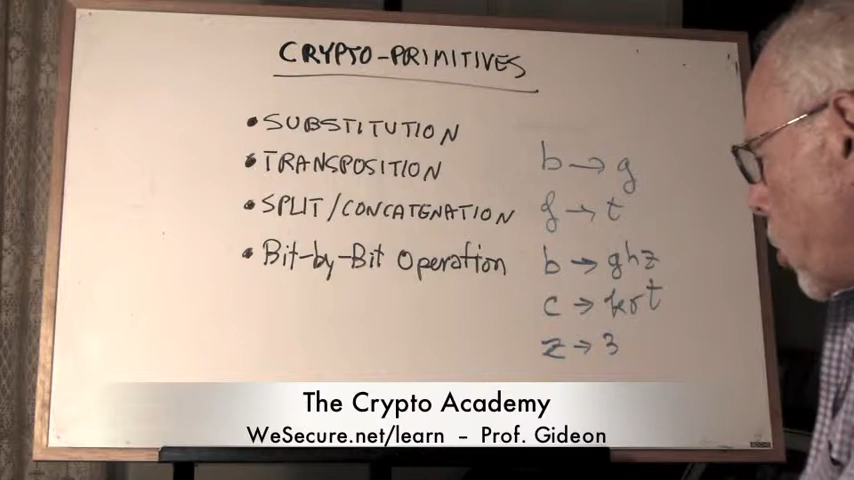 CRYPTO-PRIMITIVES
• SUBSTITUTION
• TRANSPOSITION
• SPLIT/CONCATENATION
• Bit-by-Bit Operation
b → g
g → t
b → ghz
c → krt
z → 3
The Crypto Academy
WeSecure.net/learn – Prof. Gideon